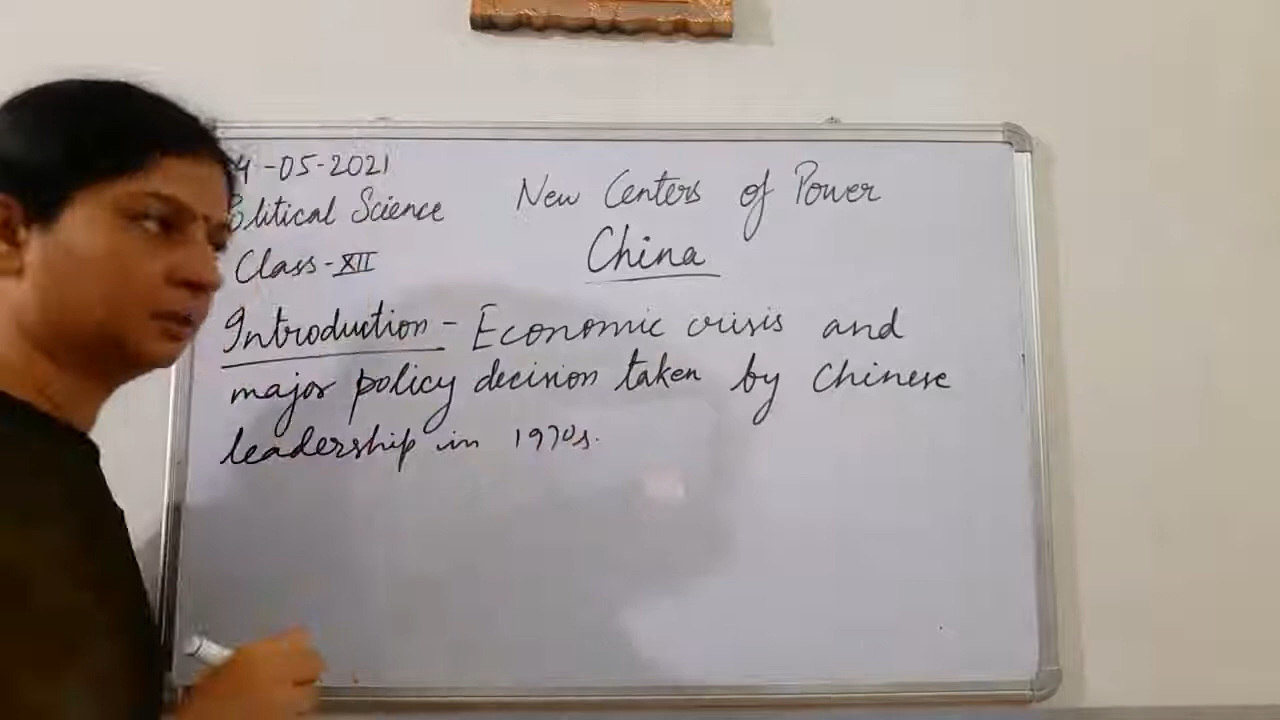 4-05-2021
Political Science
Class-XII
New Centers of Power
China
Introduction - Economic crisis and
major policy decision taken by Chinese
leadership in 1970s.